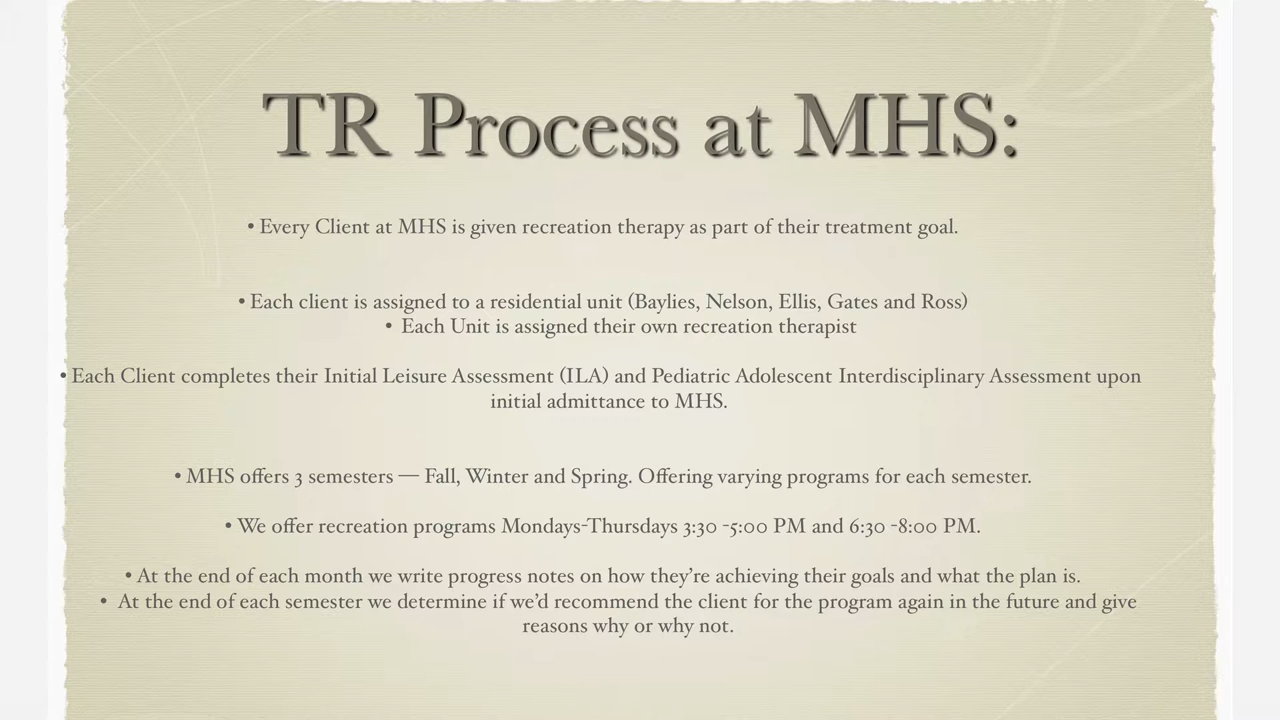 TR Process at MHS:
• Every Client at MHS is given recreation therapy as part of their treatment goal.
• Each client is assigned to a residential unit (Baylies, Nelson, Ellis, Gates and Ross)
• Each Unit is assigned their own recreation therapist
• Each Client completes their Initial Leisure Assessment (ILA) and Pediatric Adolescent Interdisciplinary Assessment upon
initial admittance to MHS.
• MHS offers 3 semesters — Fall, Winter and Spring. Offering varying programs for each semester.
• We offer recreation programs Mondays-Thursdays 3:30 -5:00 PM and 6:30 -8:00 PM.
• At the end of each month we write progress notes on how they’re achieving their goals and what the plan is.
• At the end of each semester we determine if we’d recommend the client for the program again in the future and give
reasons why or why not.